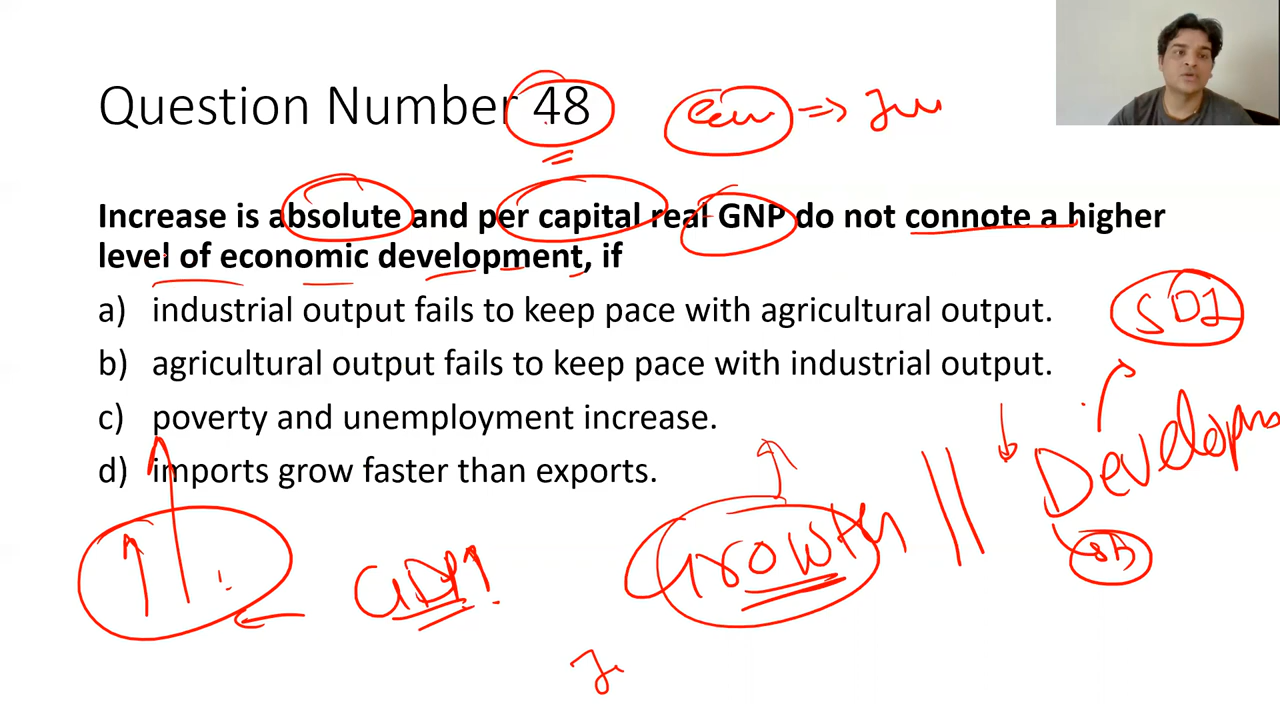 Question Number 48
Increase is absolute and per capital real GNP do not connote a higher
level of economic development, if
a) industrial output fails to keep pace with agricultural output.
b) agricultural output fails to keep pace with industrial output.
c) poverty and unemployment increase.
d) imports grow faster than exports.
Growth
GDP